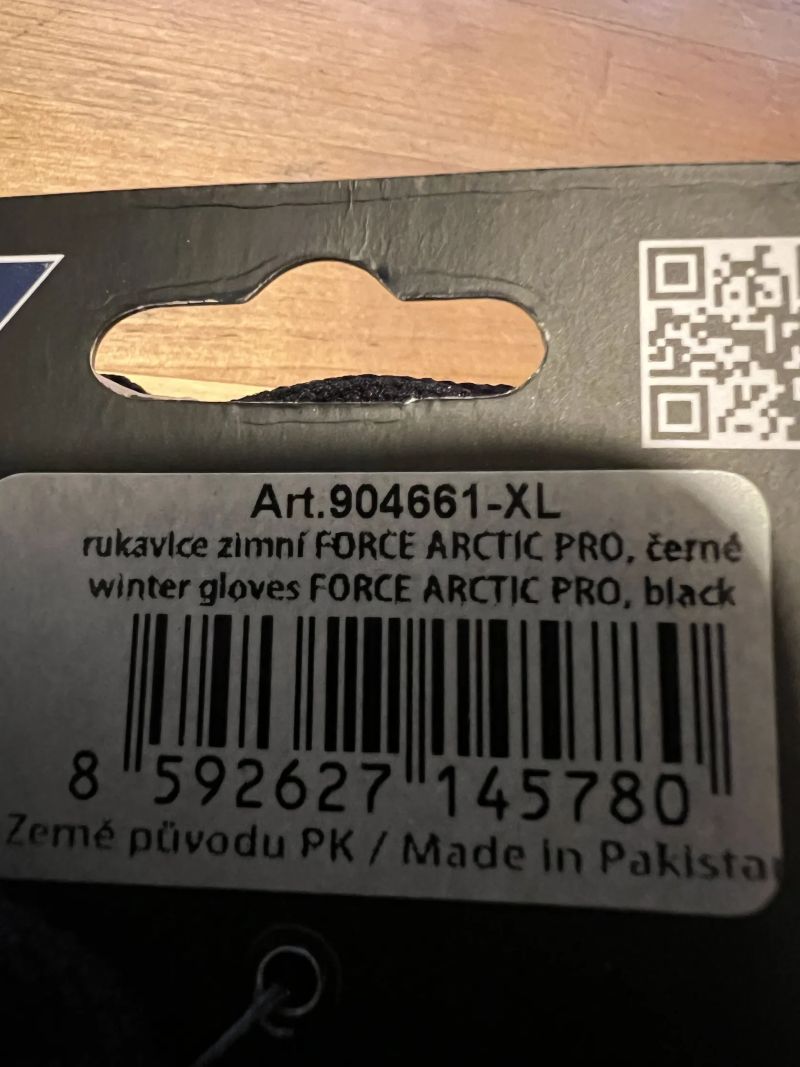 Art.904661-XL
rukavice zimní FORCE ARCTIC PRO, černé
winter gloves FORCE ARCTIC PRO, black
8 592627 145780
Země původu PK / Made in Pakista